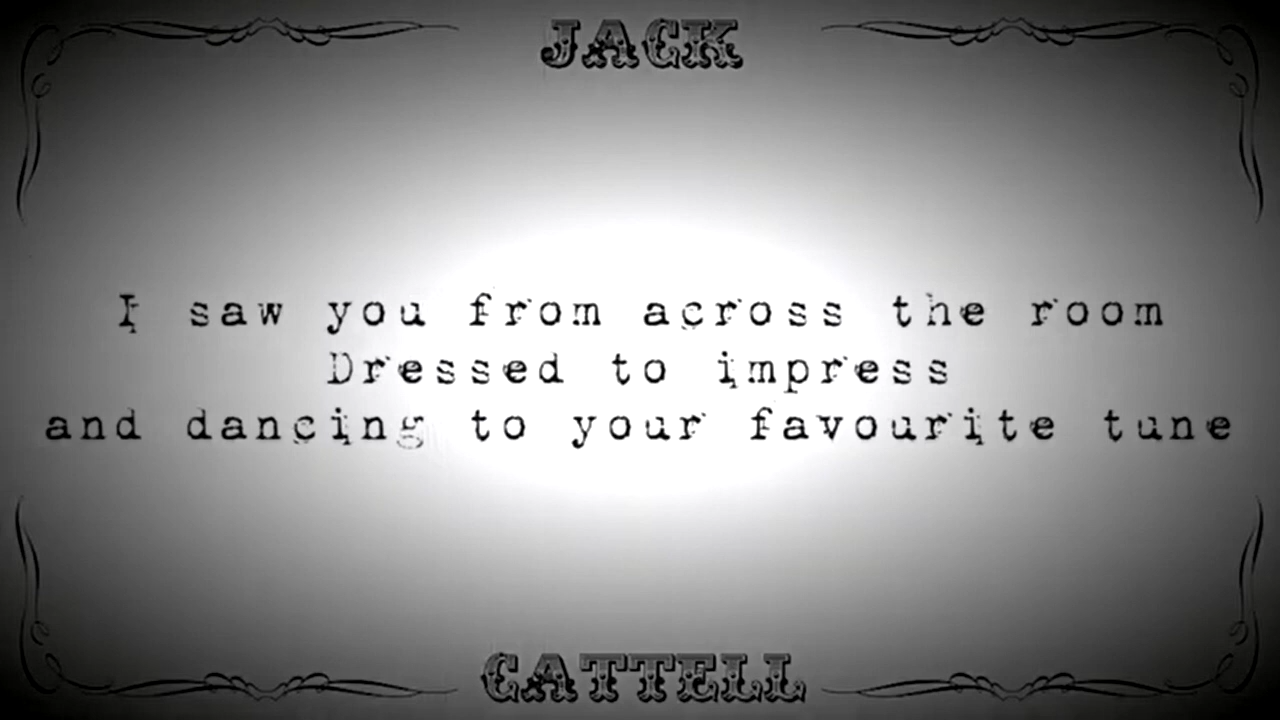 JACK
I saw you from across the room
Dressed to impress
and dancing to your favourite tune
CATTELL